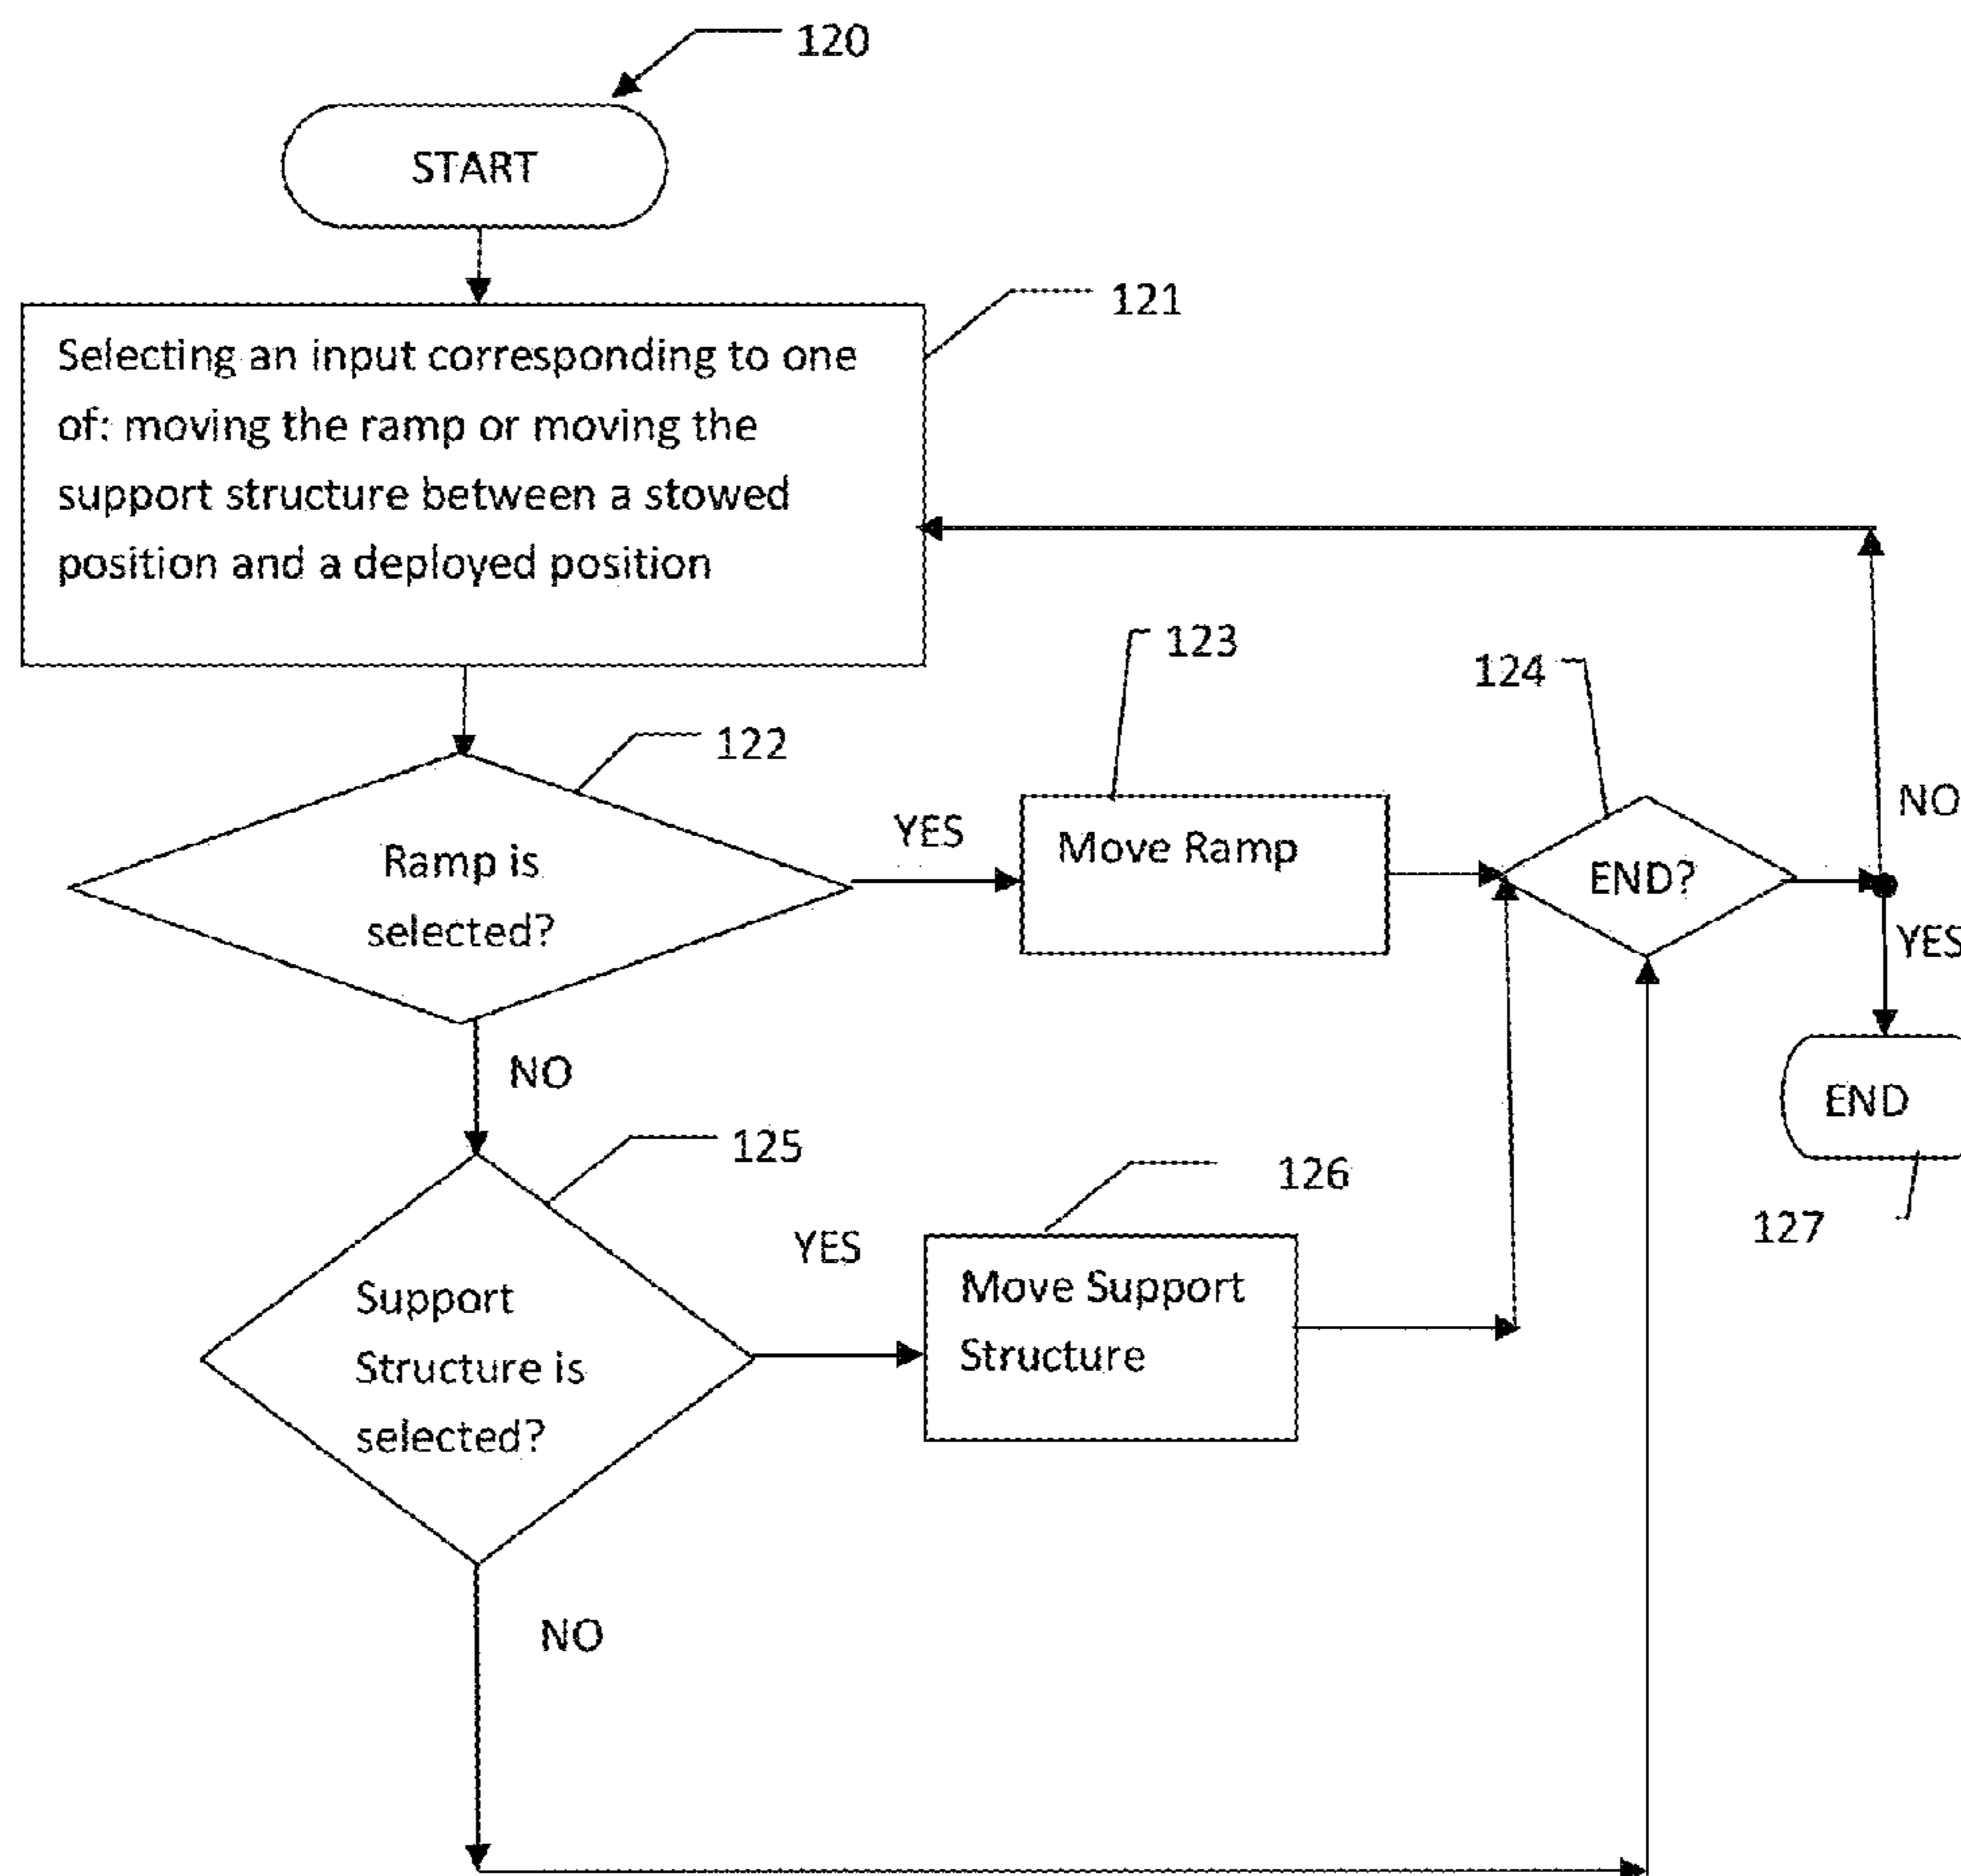 120
START
121
Selecting an input corresponding to one
of: moving the ramp or moving the
support structure between a stowed
position and a deployed position
123
124
122
NO
YES
Move Ramp
END?
Ramp is
selected?
YES
NO
END
125
126
127
YES
Support
Structure is
selected?
Move Support
Structure
NO